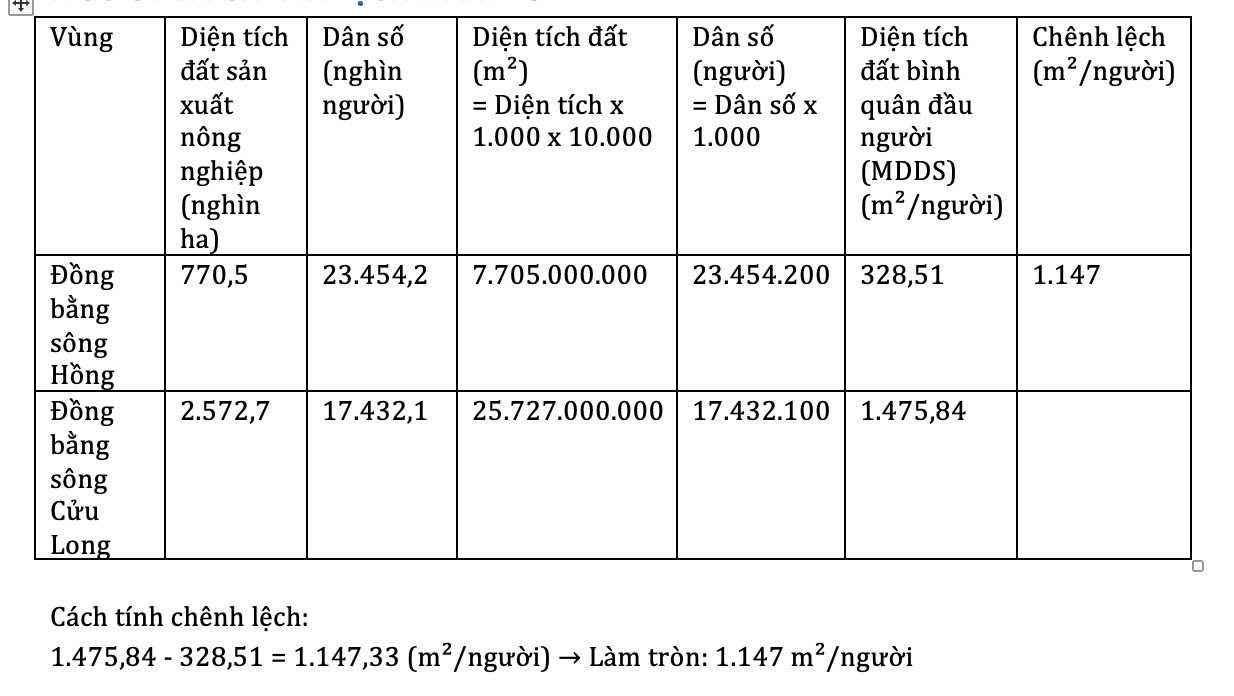 Vùng
Diện tích
đất sản
xuất
nông
nghiệp
(nghìn
ha)
Dân số
(nghìn
người)
Diện tích đất
(m²)
= Diện tích x
1.000 x 10.000
Dân số
(người)
= Dân số x
1.000
Diện tích
đất bình
quân đầu
người
(MDDS)
(m²/người)
Chênh lệch
(m²/người)
Đồng
bằng
sông
Hồng
770,5
23.454,2
7.705.000.000
23.454.200
328,51
1.147
Đồng
bằng
sông
Cửu
Long
2.572,7
17.432,1
25.727.000.000
17.432.100
1.475,84
Cách tính chênh lệch:
1.475,84 - 328,51 = 1.147,33 (m²/người) → Làm tròn: 1.147 m²/người